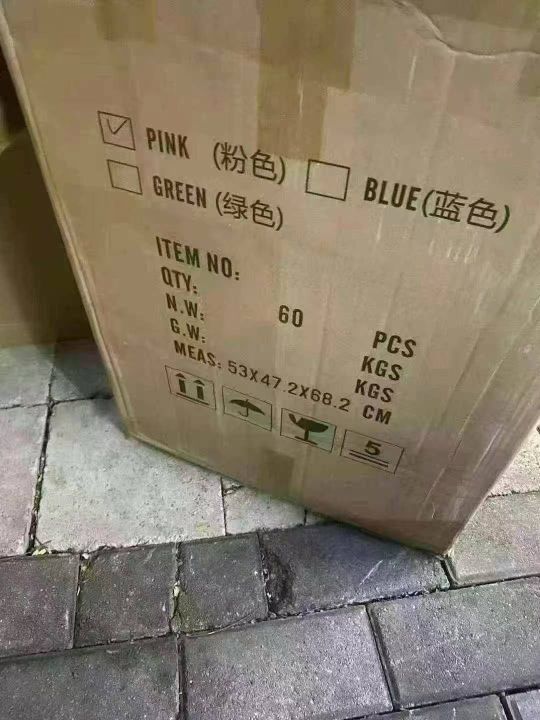 ☑ PINK (粉色) ☐ BLUE(蓝色)
☐ GREEN (绿色)
ITEM NO:
QTY: 60 PCS
N.W: KGS
G.W: KGS
MEAS: 53X47.2X68.2 CM
5